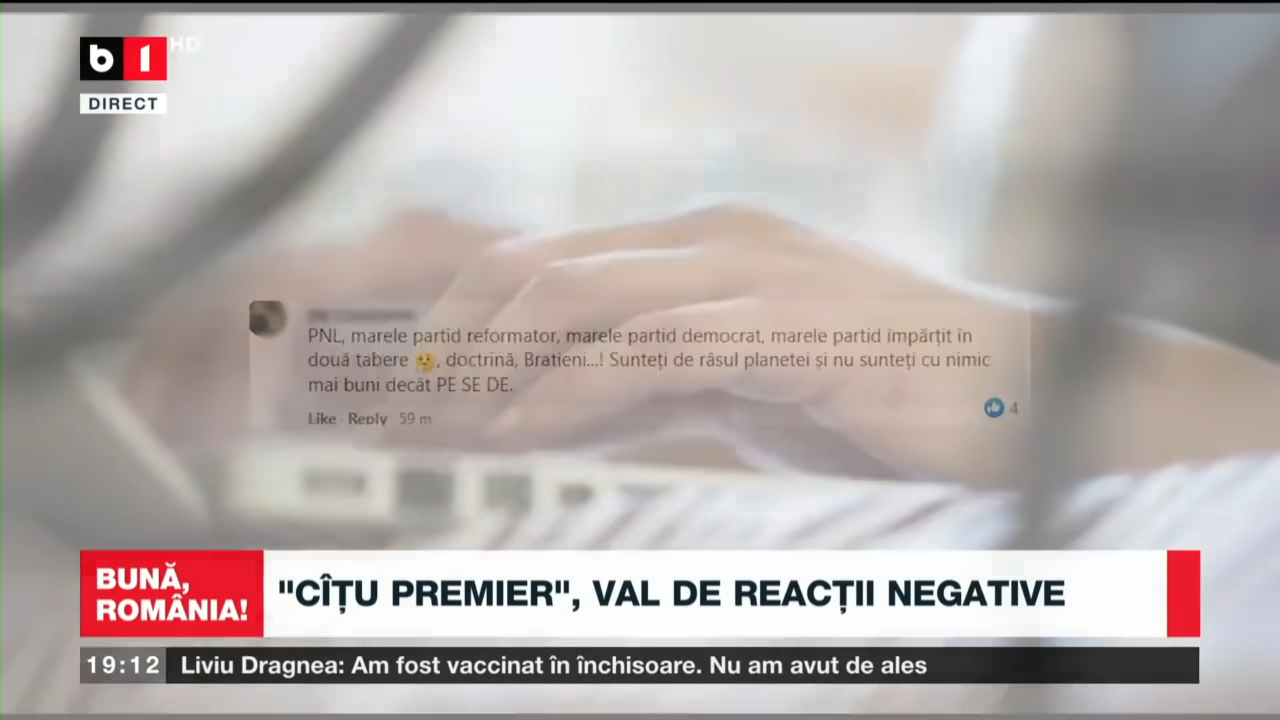 b1 HD
DIRECT
PNL, marele partid reformator, marele partid democrat, marele partid împărțit în
două tabere 🤔, doctrină, Bratieni...! Sunteți de râsul planetei și nu sunteți cu nimic
mai buni decât PE SE DE.
Like · Reply · 59 m
4
BUNĂ,
ROMÂNIA!
"CÎȚU PREMIER", VAL DE REACȚII NEGATIVE
19:12 Liviu Dragnea: Am fost vaccinat în închisoare. Nu am avut de ales